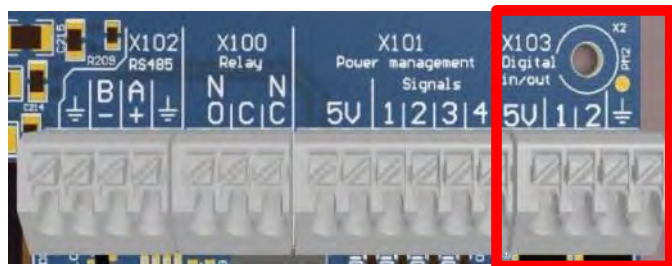 C215
R209
C214
X102
RS485
B A
- +
X100
Relay
N N
O C C
X101
Power management
Signals
5V 1 2 3 4
X103
Digital
in/out
5V 1 2
X2
PM2